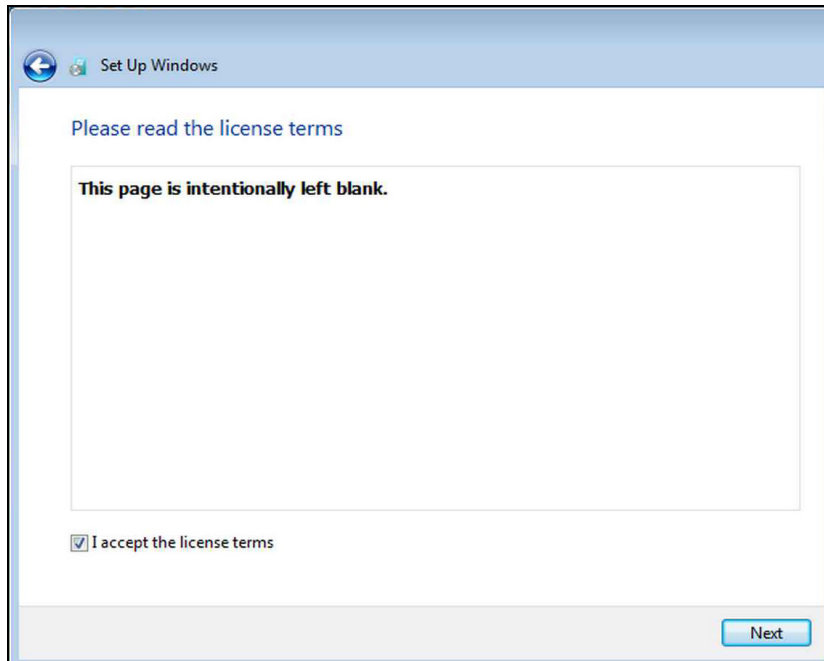 Set Up Windows
Please read the license terms
This page is intentionally left blank.
I accept the license terms
Next